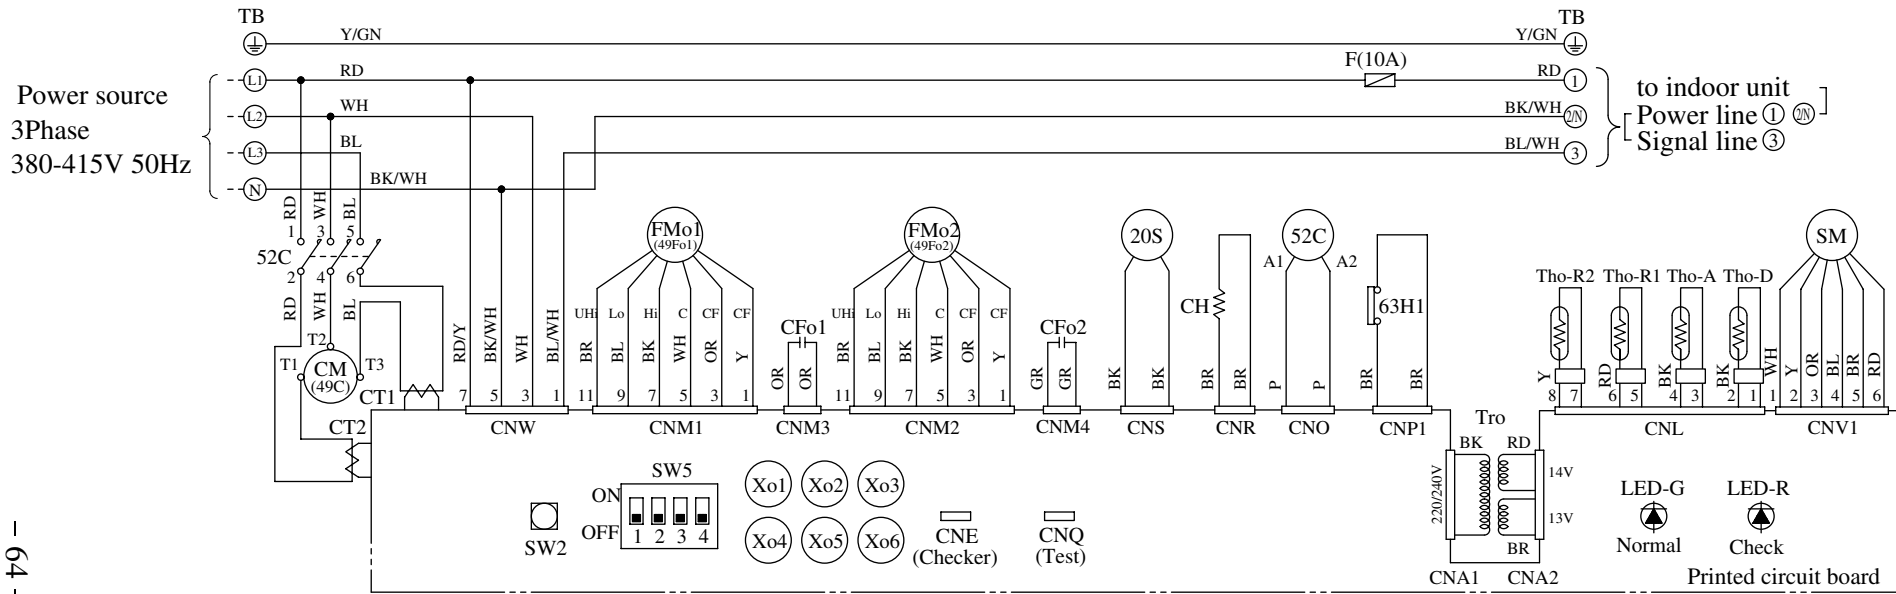 TB
Y/GN
Y/GN
TB
Power source
3Phase
380-415V 50Hz
L1
RD
F(10A)
RD
1
L2
WH
BK/WH
2/N
L3
BL
BL/WH
3
N
BK/WH
to indoor unit
Power line 1 2/N
Signal line 3
RD WH BL
1 3 5
52C
2 4 6
RD WH BL
T1 T2 T3
CM
(49C)
CT1
CT2
RD/Y BK/WH WH BL/WH
7 5 3 1
CNW
FMo1
(49Fo1)
UHi Lo Hi C CF CF
BR BL BK WH OR Y
11 9 7 5 3 1
CNM1
CFo1
OR OR
CNM3
FMo2
(49Fo2)
UHi Lo Hi C CF CF
BR BL BK WH OR Y
11 9 7 5 3 1
CNM2
CFo2
GR GR
CNM4
20S
BK BK
CNS
CH
BR BR
CNR
52C
A1 A2
P P
CNO
63H1
BR BR
CNP1
Tho-R2 Tho-R1 Tho-A Tho-D
Y RD BK BK
8 7 6 5 4 3 2 1
CNL
SM
WH Y OR BL BR RD
1 2 3 4 5 6
CNV1
Tro
BK RD
220/240V
14V
13V
BR
CNA1 CNA2
SW2
SW5
ON
OFF
1 2 3 4
Xo1 Xo2 Xo3
Xo4 Xo5 Xo6
CNE
(Checker)
CNQ
(Test)
LED-G
Normal
LED-R
Check
Printed circuit board
– 64 –